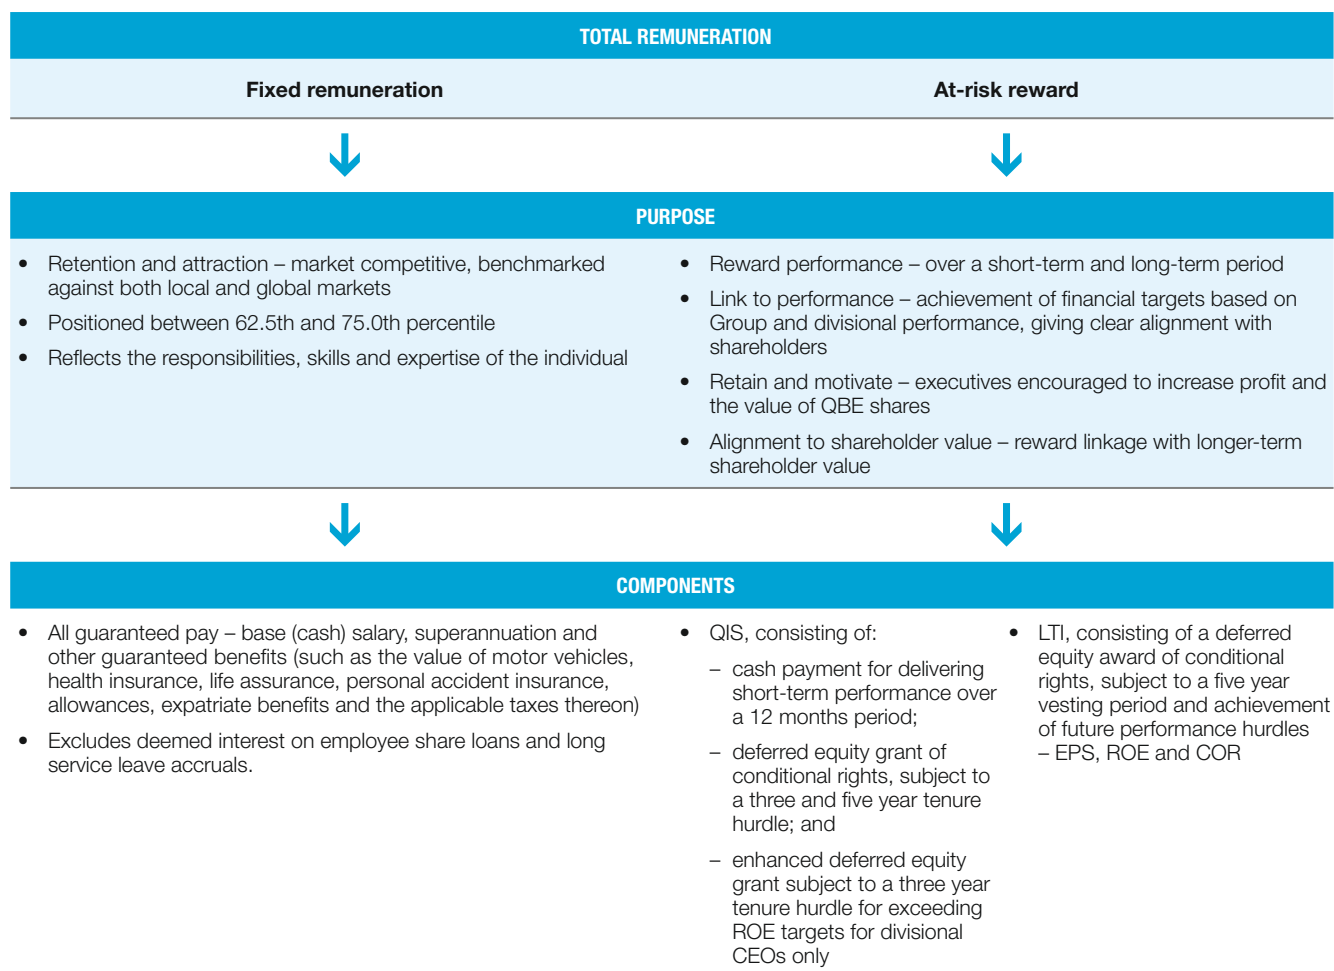 TOTAL REMUNERATION
Fixed remuneration
At-risk reward
PURPOSE
• Retention and attraction – market competitive, benchmarked
against both local and global markets
• Positioned between 62.5th and 75.0th percentile
• Reflects the responsibilities, skills and expertise of the individual
• Reward performance – over a short-term and long-term period
• Link to performance – achievement of financial targets based on
Group and divisional performance, giving clear alignment with
shareholders
• Retain and motivate – executives encouraged to increase profit and
the value of QBE shares
• Alignment to shareholder value – reward linkage with longer-term
shareholder value
COMPONENTS
• All guaranteed pay – base (cash) salary, superannuation and
other guaranteed benefits (such as the value of motor vehicles,
health insurance, life assurance, personal accident insurance,
allowances, expatriate benefits and the applicable taxes thereon)
• Excludes deemed interest on employee share loans and long
service leave accruals.
• QIS, consisting of:
– cash payment for delivering
short-term performance over
a 12 months period;
– deferred equity grant of
conditional rights, subject to
a three and five year tenure
hurdle; and
– enhanced deferred equity
grant subject to a three year
tenure hurdle for exceeding
ROE targets for divisional
CEOs only
• LTI, consisting of a deferred
equity award of conditional
rights, subject to a five year
vesting period and achievement
of future performance hurdles
– EPS, ROE and COR